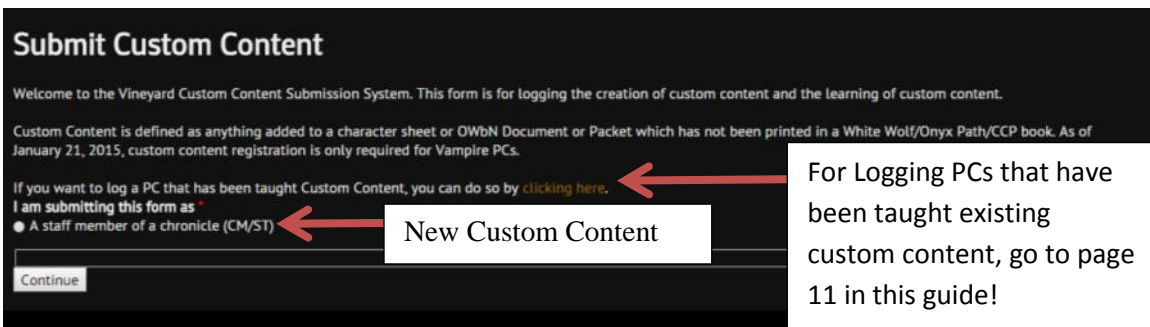 Submit Custom Content
Welcome to the Vineyard Custom Content Submission System. This form is for logging the creation of custom content and the learning of custom content.
Custom Content is defined as anything added to a character sheet or OWbN Document or Packet which has not been printed in a White Wolf/Onyx Path/CCP book. As of
January 21, 2015, custom content registration is only required for Vampire PCs.
If you want to log a PC that has been taught Custom Content, you can do so by clicking here.
I am submitting this form as *
A staff member of a chronicle (CM/ST)
New Custom Content
Continue
For Logging PCs that have
been taught existing
custom content, go to page
11 in this guide!